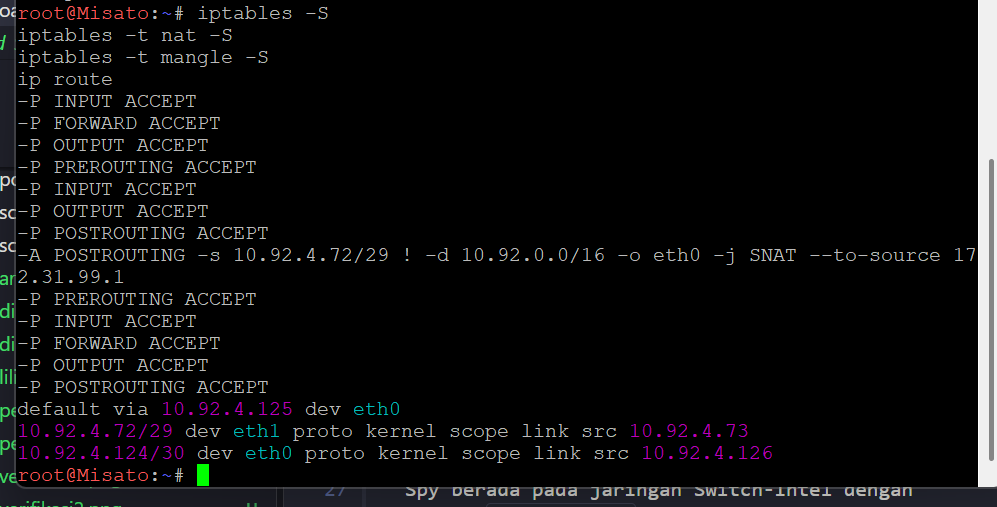 root@Misato:~# iptables -S
iptables -t nat -S
iptables -t mangle -S
ip route
-P INPUT ACCEPT
-P FORWARD ACCEPT
-P OUTPUT ACCEPT
-P PREROUTING ACCEPT
-P INPUT ACCEPT
-P OUTPUT ACCEPT
-P POSTROUTING ACCEPT
-A POSTROUTING -s 10.92.4.72/29 ! -d 10.92.0.0/16 -o eth0 -j SNAT --to-source 17
2.31.99.1
-P PREROUTING ACCEPT
-P INPUT ACCEPT
-P FORWARD ACCEPT
-P OUTPUT ACCEPT
-P POSTROUTING ACCEPT
default via 10.92.4.125 dev eth0
10.92.4.72/29 dev eth1 proto kernel scope link src 10.92.4.73
10.92.4.124/30 dev eth0 proto kernel scope link src 10.92.4.126
root@Misato:~#
27 Spy berada pada jaringan Switch-Intel dengan